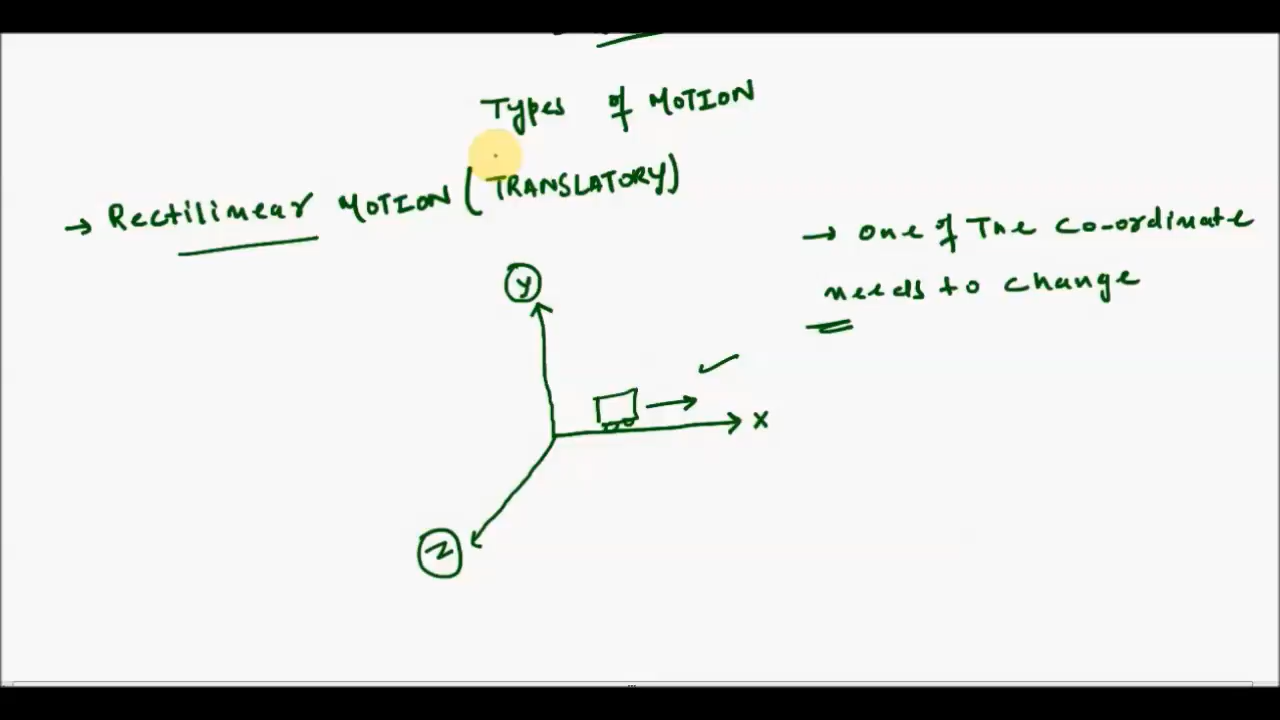 Types of MOTION
→ Rectilinear MOTION (TRANSLATORY)
→ One of The co-ordinate
needs to change
y
x
z